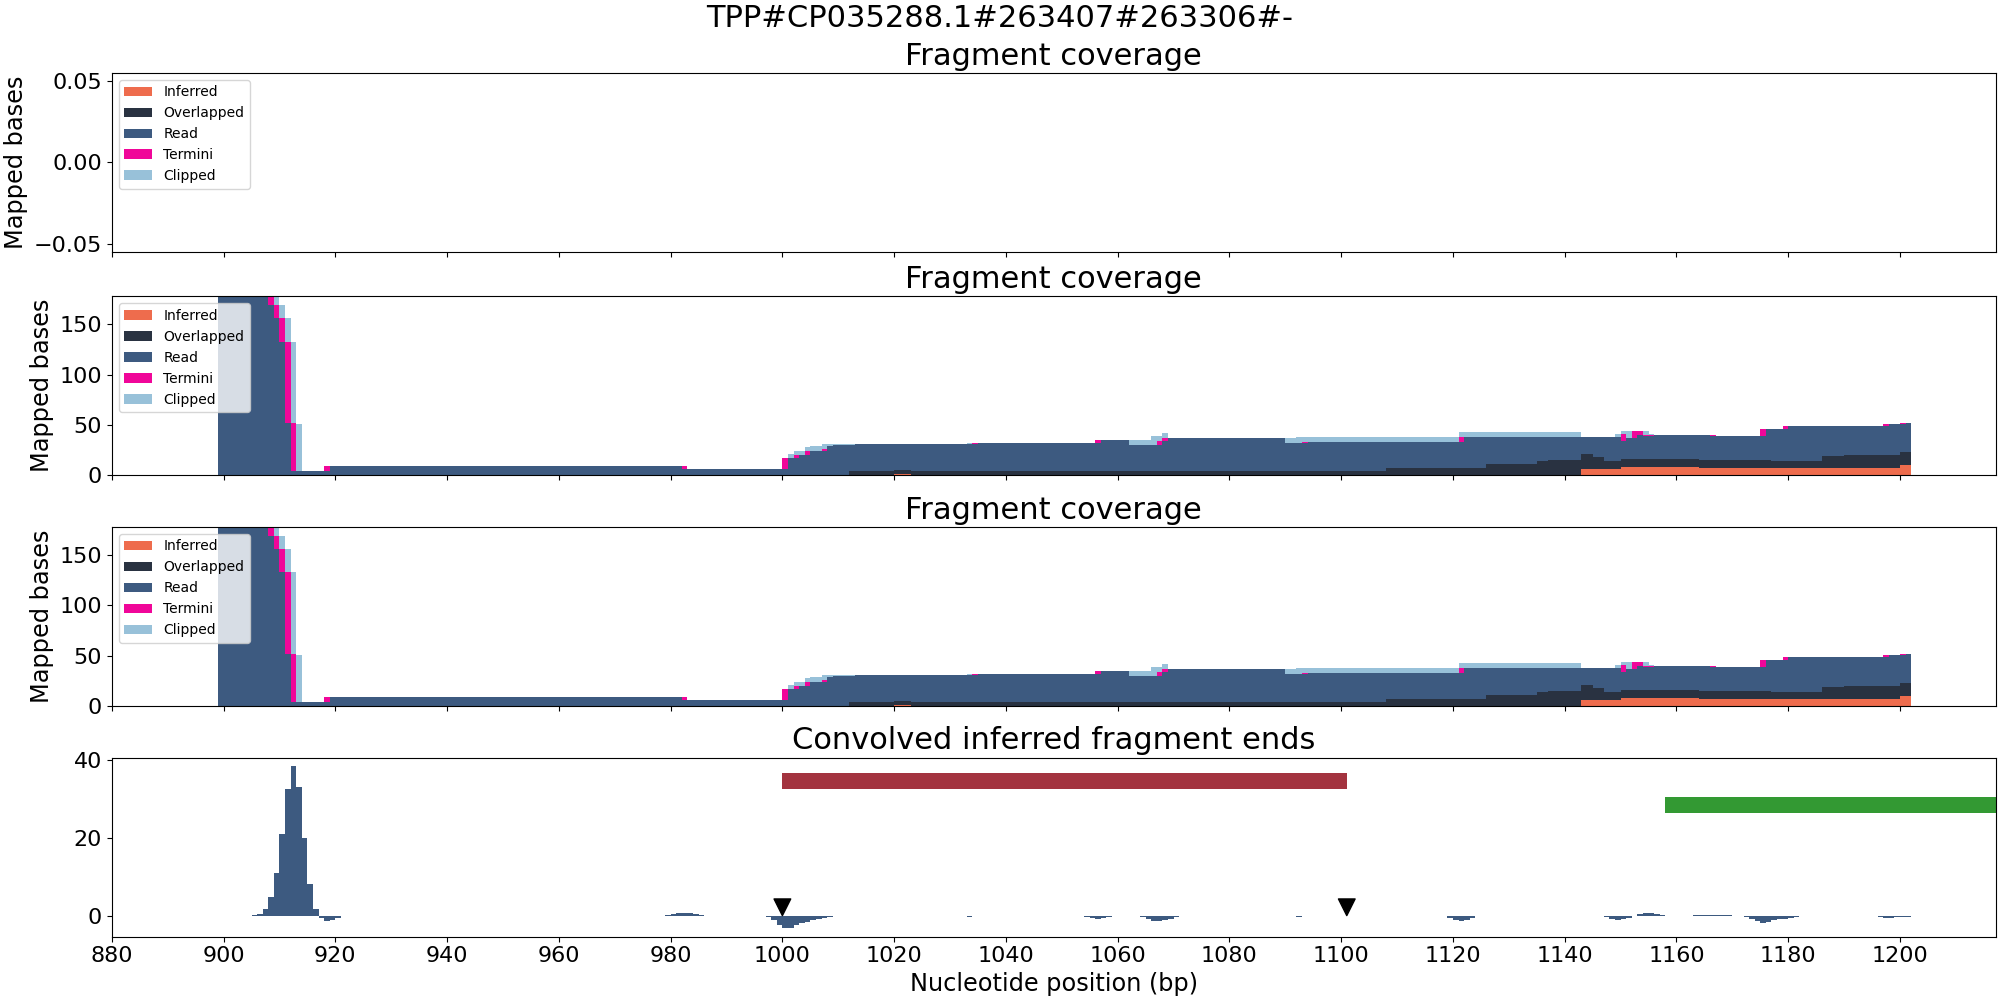 TPP#CP035288.1#263407#263306#-
Fragment coverage
Mapped bases
0.05
0.00
−0.05
Inferred
Overlapped
Read
Termini
Clipped
Fragment coverage
Mapped bases
150
100
50
0
Inferred
Overlapped
Read
Termini
Clipped
Fragment coverage
Mapped bases
150
100
50
0
Inferred
Overlapped
Read
Termini
Clipped
Convolved inferred fragment ends
40
20
0
880 900 920 940 960 980 1000 1020 1040 1060 1080 1100 1120 1140 1160 1180 1200
Nucleotide position (bp)